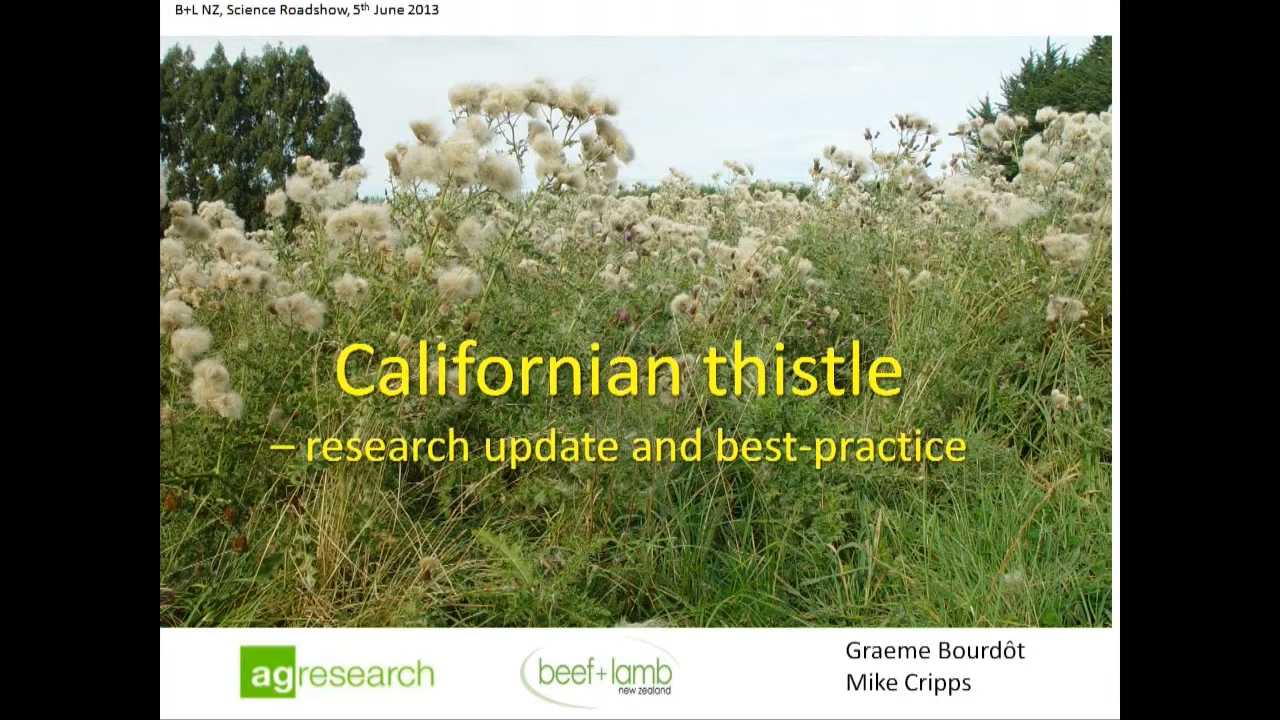 B+L NZ, Science Roadshow, 5th June 2013
Californian thistle
– research update and best-practice
agresearch
beef+lamb
new zealand
Graeme Bourdôt
Mike Cripps